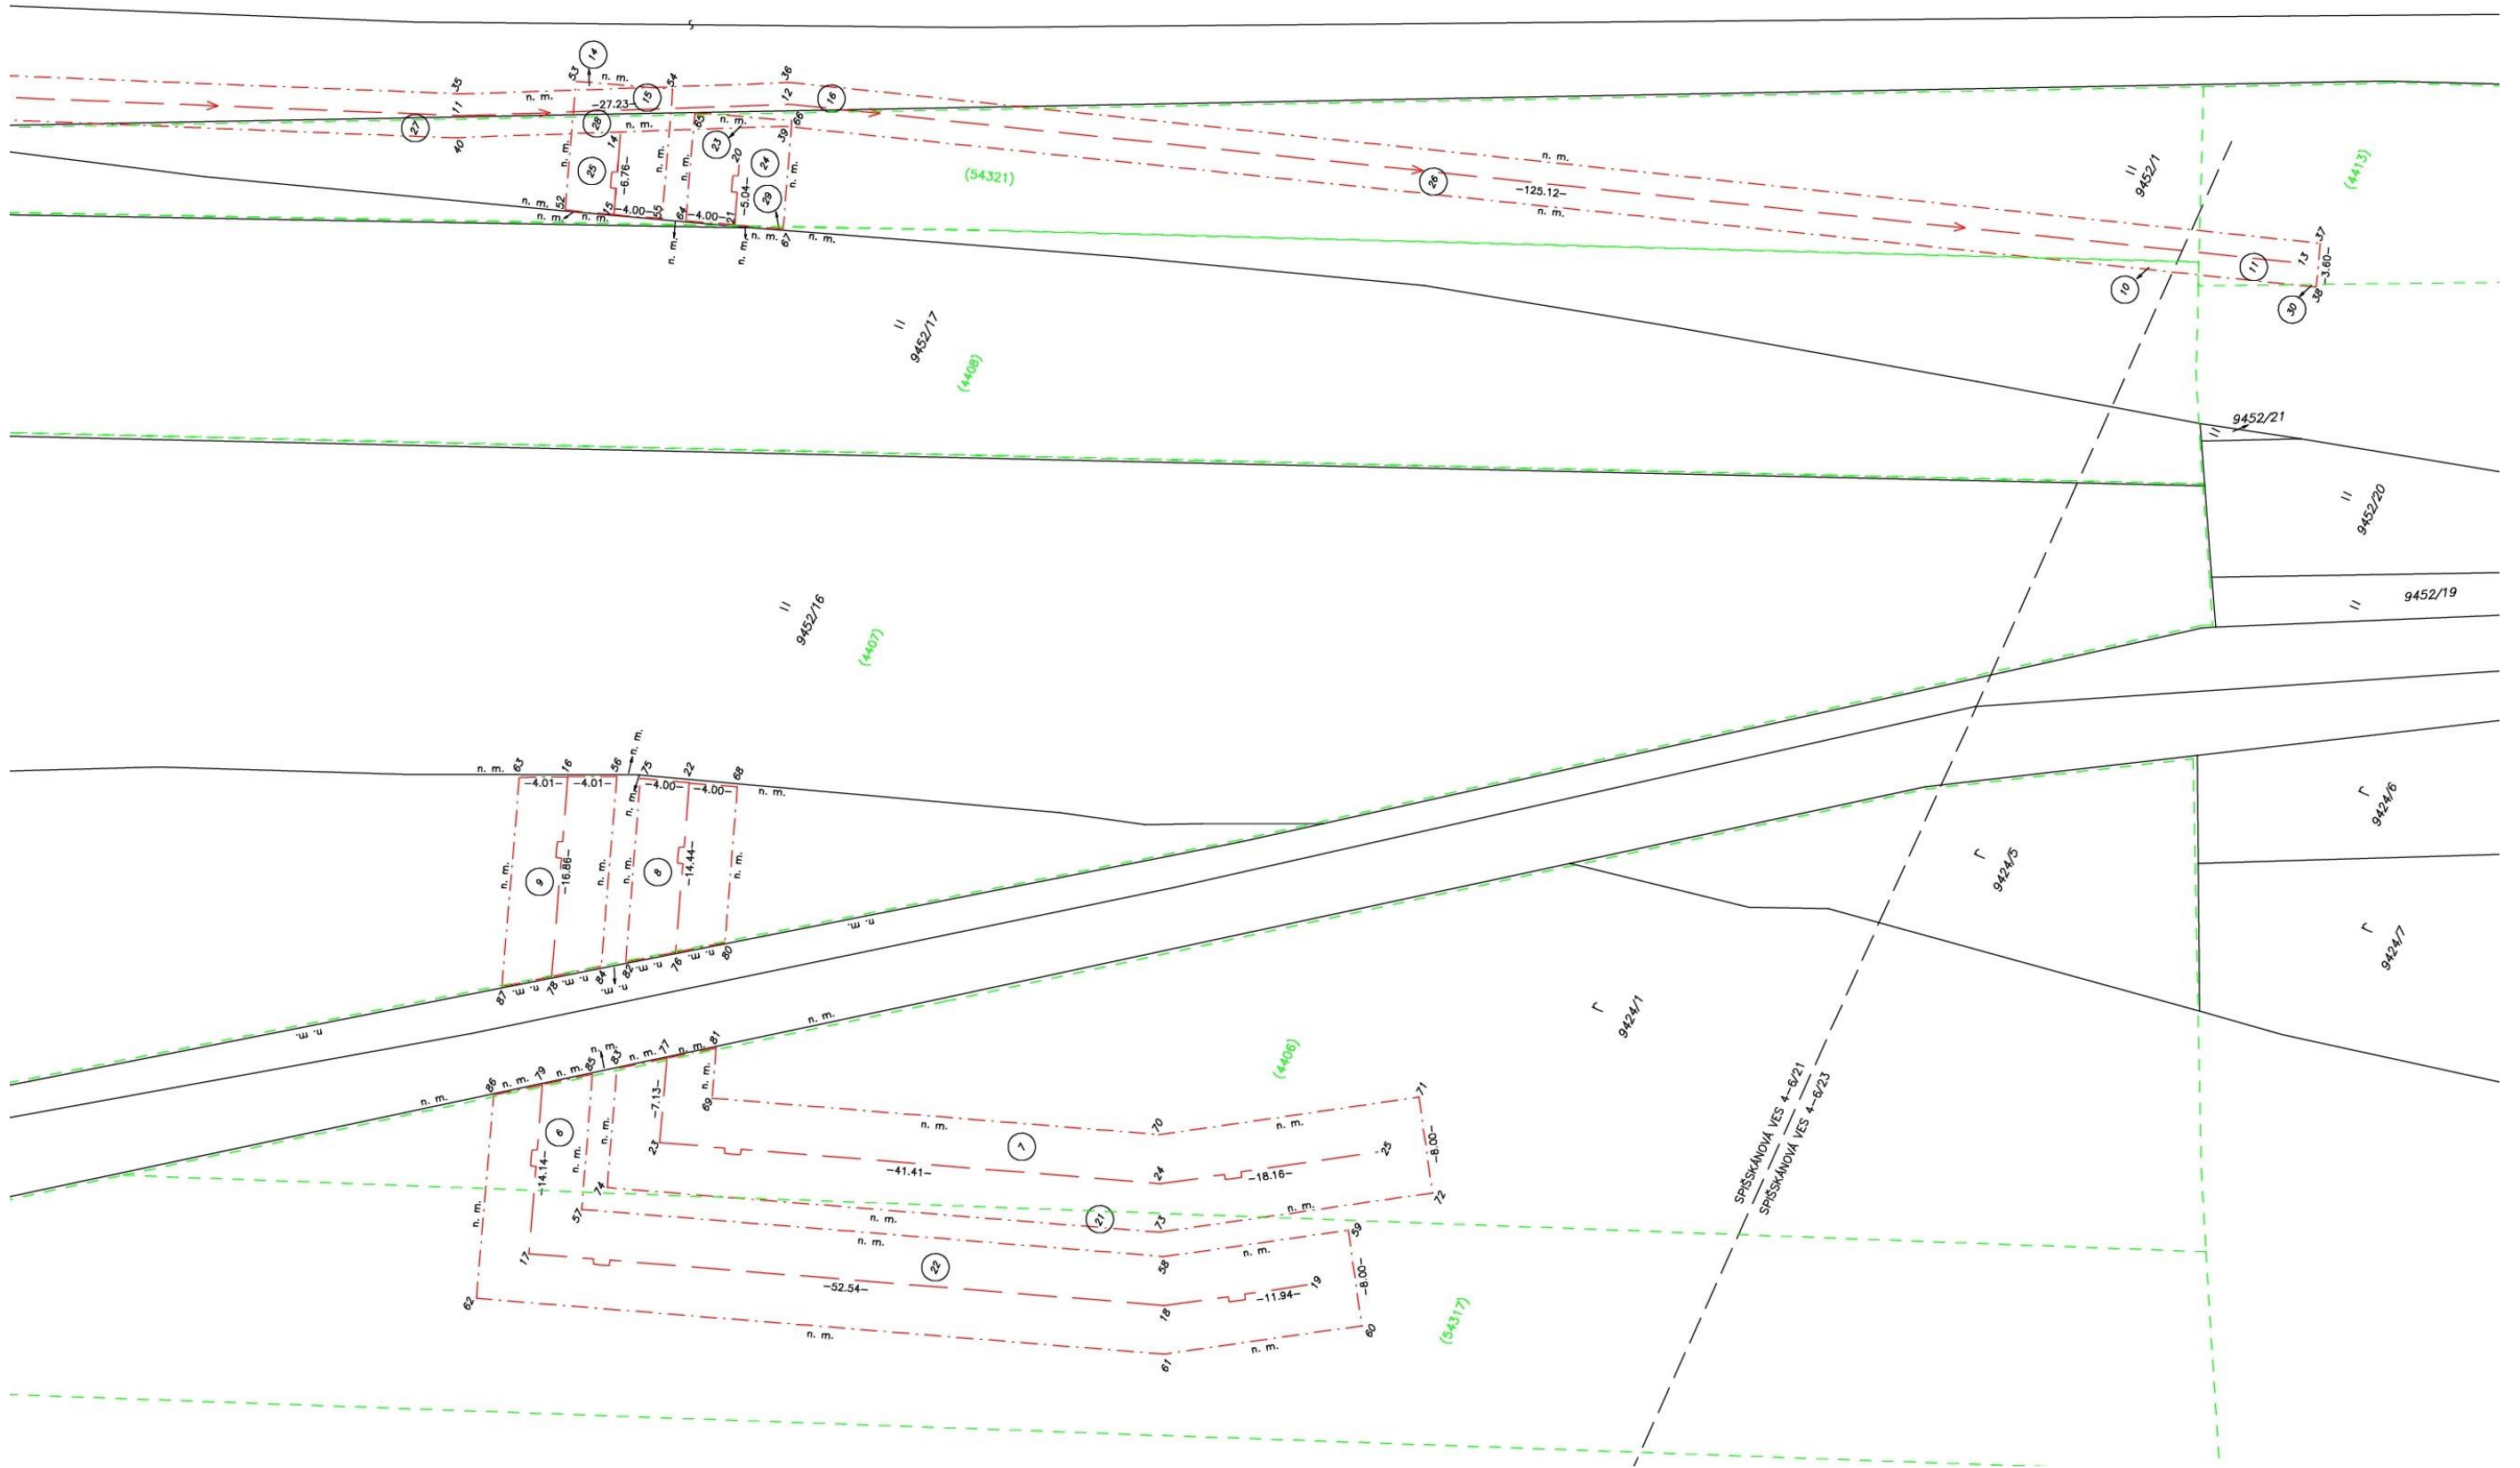 14
53
n. m.
54
36
35
11
n. m.
-27.23-
15
12
16
27
28
n. m.
65
n. m.
66
40
14
23
39
n. m.
25
-6.76-
n. m.
n. m.
20
24
n. m.
-5.04-
29
52
n. m.
n. m.
n. m.
15
-4.00-
55
64
-4.00-
21
n. m.
67
n. m.
n. m.
n. m.
(54321)
n. m.
26
-125.12-
n. m.
9452/1
(4413)
37
13
-3.60-
11
38
10
30
9452/17
(4408)
9452/21
9452/20
9452/19
9452/16
(4407)
n. m.
63
16
56
n. m.
75
22
68
-4.01-
-4.01-
n. m.
-4.00-
-4.00-
n. m.
n. m.
9
-16.86-
n. m.
n. m.
8
-14.44-
n. m.
n. m.
87
n. m.
78
n. m.
84
n. m.
82
n. m.
76
n. m.
80
n. m.
9424/6
9424/5
9424/7
9424/1
(4406)
n. m.
n. m.
86
n. m.
79
n. m.
85
n. m.
83
n. m.
77
n. m.
81
n. m.
6
-14.14-
n. m.
n. m.
-7.13-
n. m.
69
23
n. m.
7
70
n. m.
71
-41.41-
24
-18.16-
25
-8.00-
74
57
n. m.
n. m.
21
73
n. m.
72
n. m.
17
n. m.
22
58
n. m.
59
-52.54-
18
-11.94-
19
-8.00-
62
n. m.
61
n. m.
60
(54317)
SPIŠSKÁNOVÁ VES 4-6/21
SPIŠSKÁNOVÁ VES 4-6/23